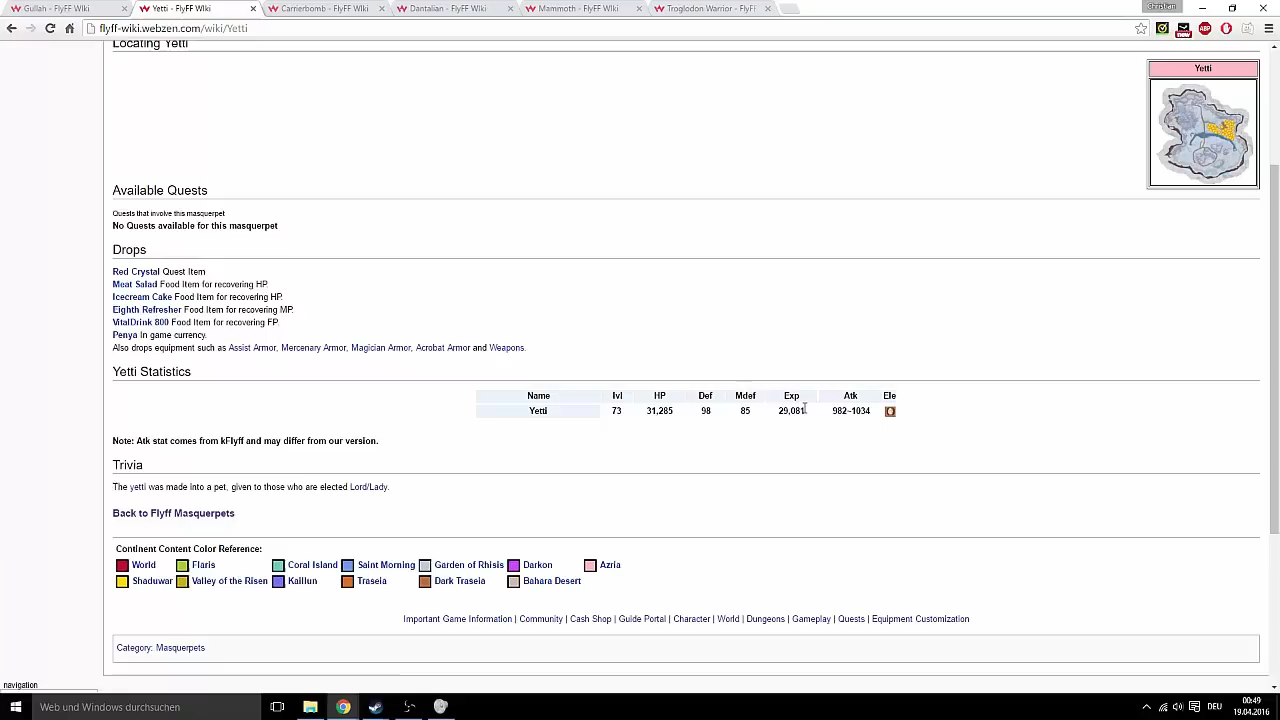 Gullah - FlyFF Wiki
Yetti - FlyFF Wiki
Carrierbomb - FlyFF Wiki
Dantalian - FlyFF Wiki
Mammoth - FlyFF Wiki
Troglodon Warrior - FlyFF
Christian
flyff-wiki.webzen.com/wiki/Yetti
Locating Yetti
Yetti
Available Quests
Quests that involve this masquerpet
No Quests available for this masquerpet
Drops
Red Crystal Quest Item
Meat Salad Food Item for recovering HP.
Icecream Cake Food Item for recovering HP.
Eighth Refresher Food Item for recovering MP.
VitalDrink 800 Food Item for recovering FP.
Penya In game currency.
Also drops equipment such as Assist Armor, Mercenary Armor, Magician Armor, Acrobat Armor and Weapons.
Yetti Statistics
Name lvl HP Def Mdef Exp Atk Ele
Yetti 73 31,285 98 85 29,081 982~1034
Note: Atk stat comes from kFlyff and may differ from our version.
Trivia
The yetti was made into a pet, given to those who are elected Lord/Lady.
Back to Flyff Masquerpets
Continent Content Color Reference:
World Flaris Coral Island Saint Morning Garden of Rhisis Darkon Azria
Shaduwar Valley of the Risen Kaillun Traseia Dark Traseia Bahara Desert
Important Game Information | Community | Cash Shop | Guide Portal | Character | World | Dungeons | Gameplay | Quests | Equipment Customization
Category: Masquerpets
navigation
Web und Windows durchsuchen
DEU
00:49
19.04.2016